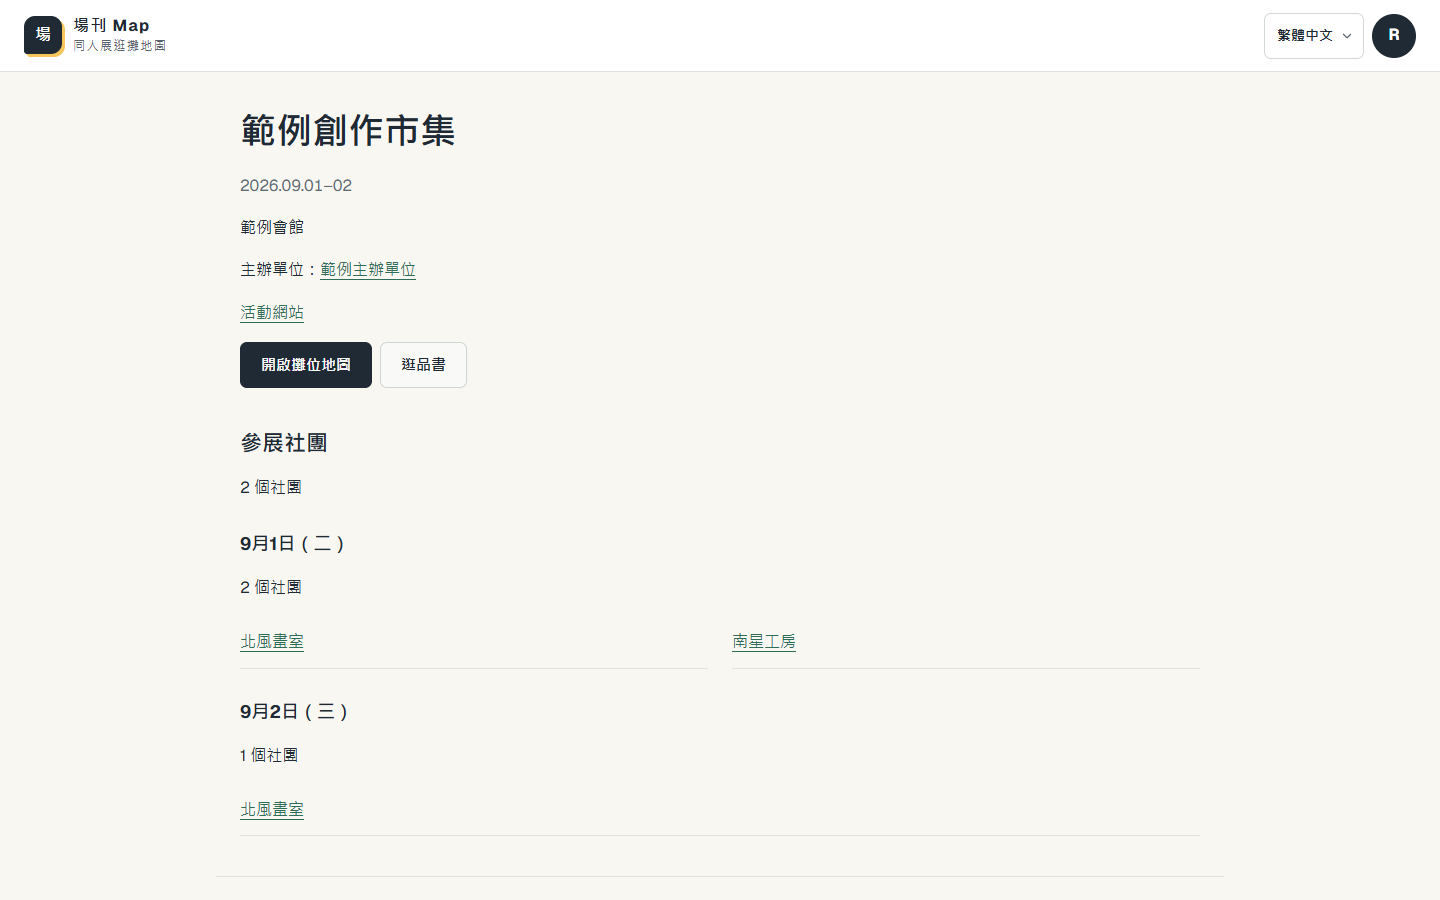 場
場刊 Map
同人展逛攤地圖
繁體中文
R
範例創作市集
2026.09.01–02
範例會館
主辦單位：範例主辦單位
活動網站
開啟攤位地圖
逛品書
參展社團
2 個社團
9月1日（二）
2 個社團
北風畫室
南星工房
9月2日（三）
1 個社團
北風畫室